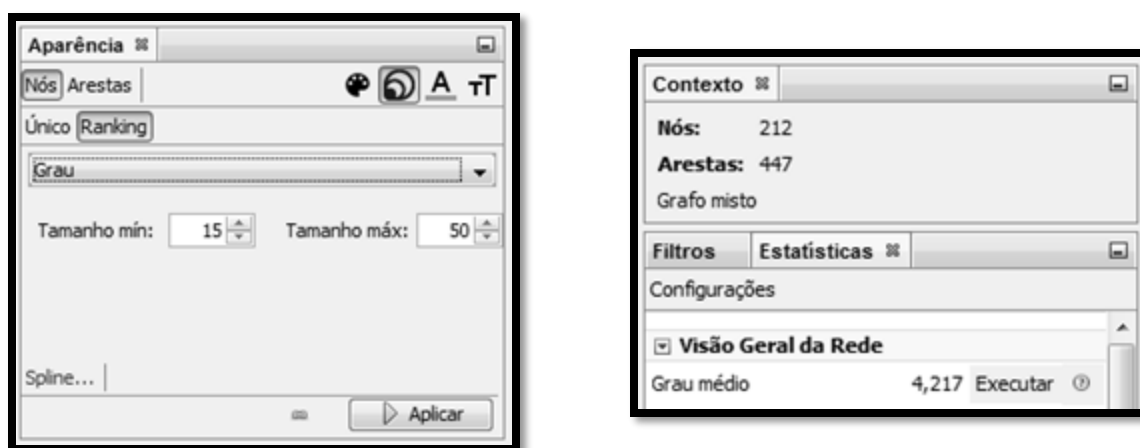 Aparência
Nós Arestas A TT
Único Ranking
Grau
Tamanho mín: 15 Tamanho máx: 50
Spline...
Aplicar
Contexto
Nós: 212
Arestas: 447
Grafo misto
Filtros Estatísticas
Configurações
Visão Geral da Rede
Grau médio 4,217 Executar ?